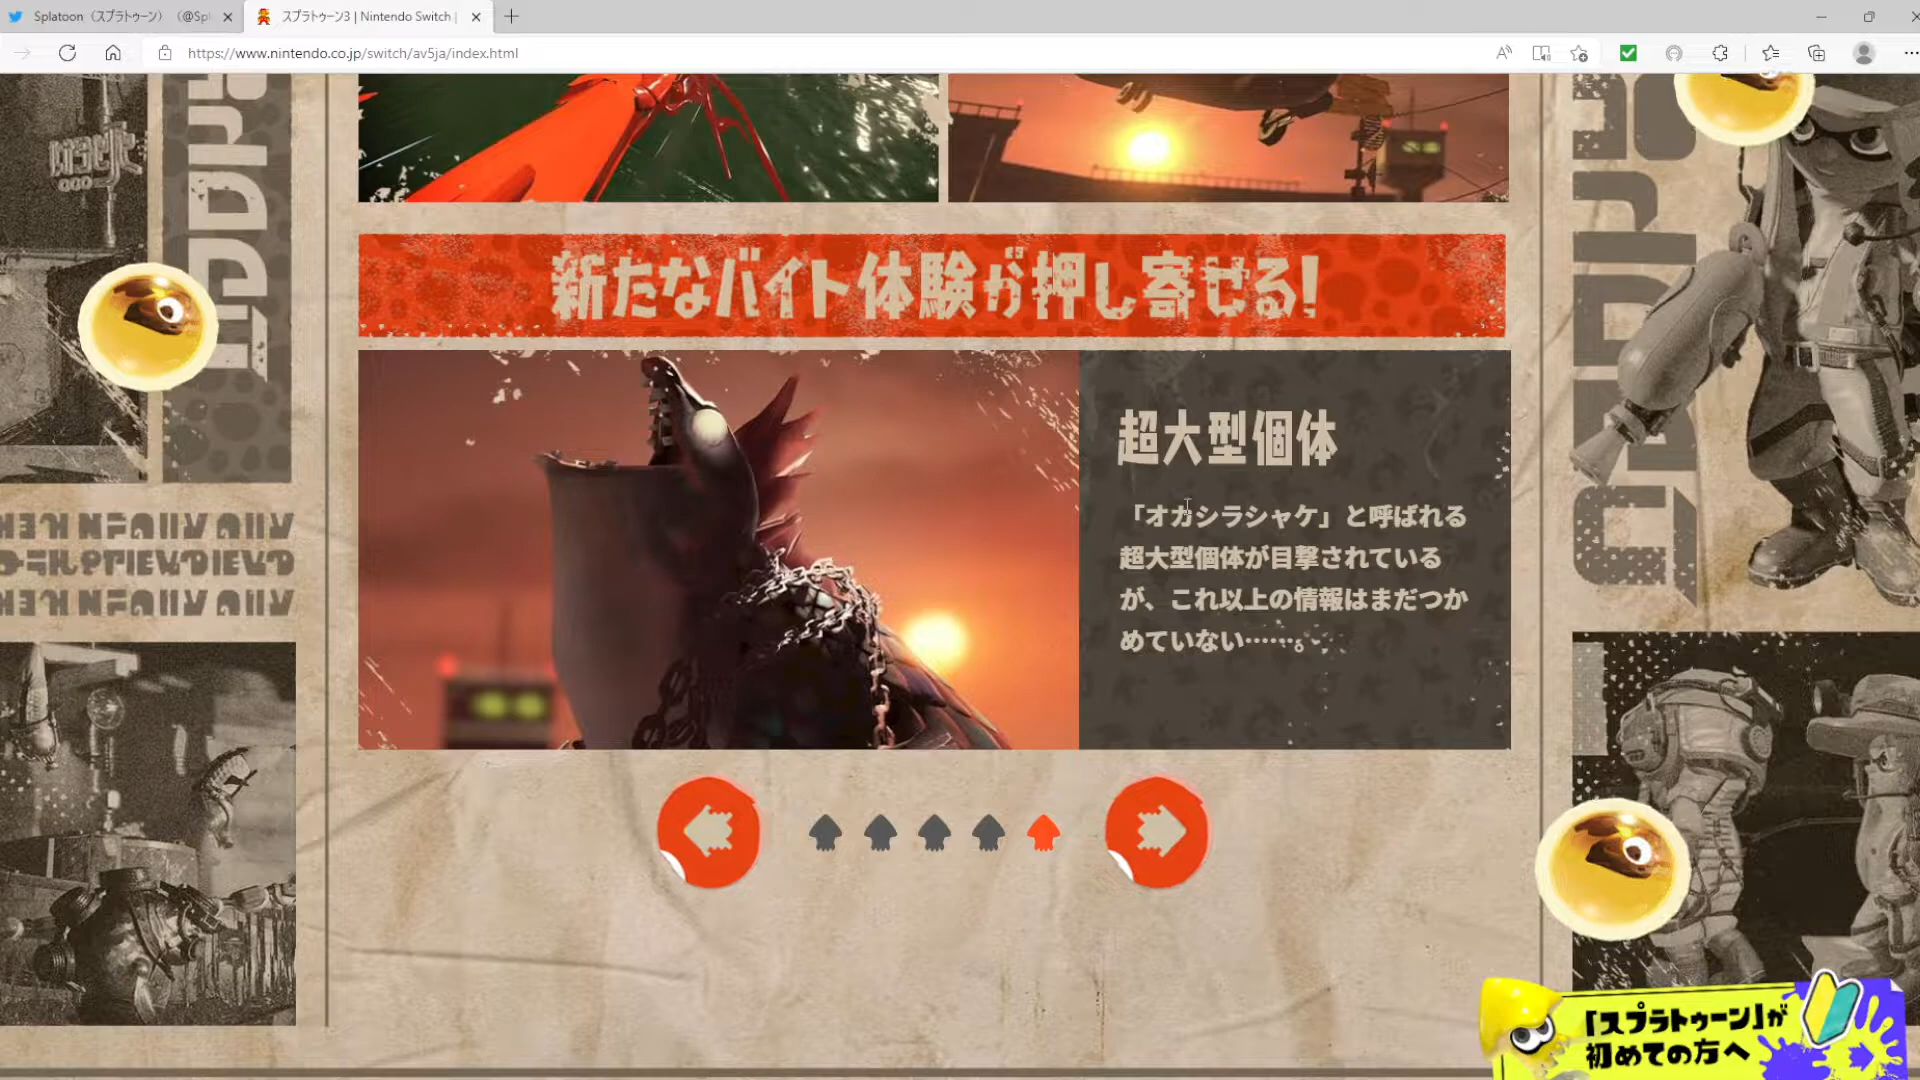 Splatoon（スプラトゥーン）（@Spl
スプラトゥーン3 | Nintendo Switch |
https://www.nintendo.co.jp/switch/av5ja/index.html
新たなバイト体験が押し寄せる!
超大型個体
「オカシラシャケ」と呼ばれる
超大型個体が目撃されている
が、これ以上の情報はまだつか
めていない……。
「スプラトゥーン」が
初めての方へ